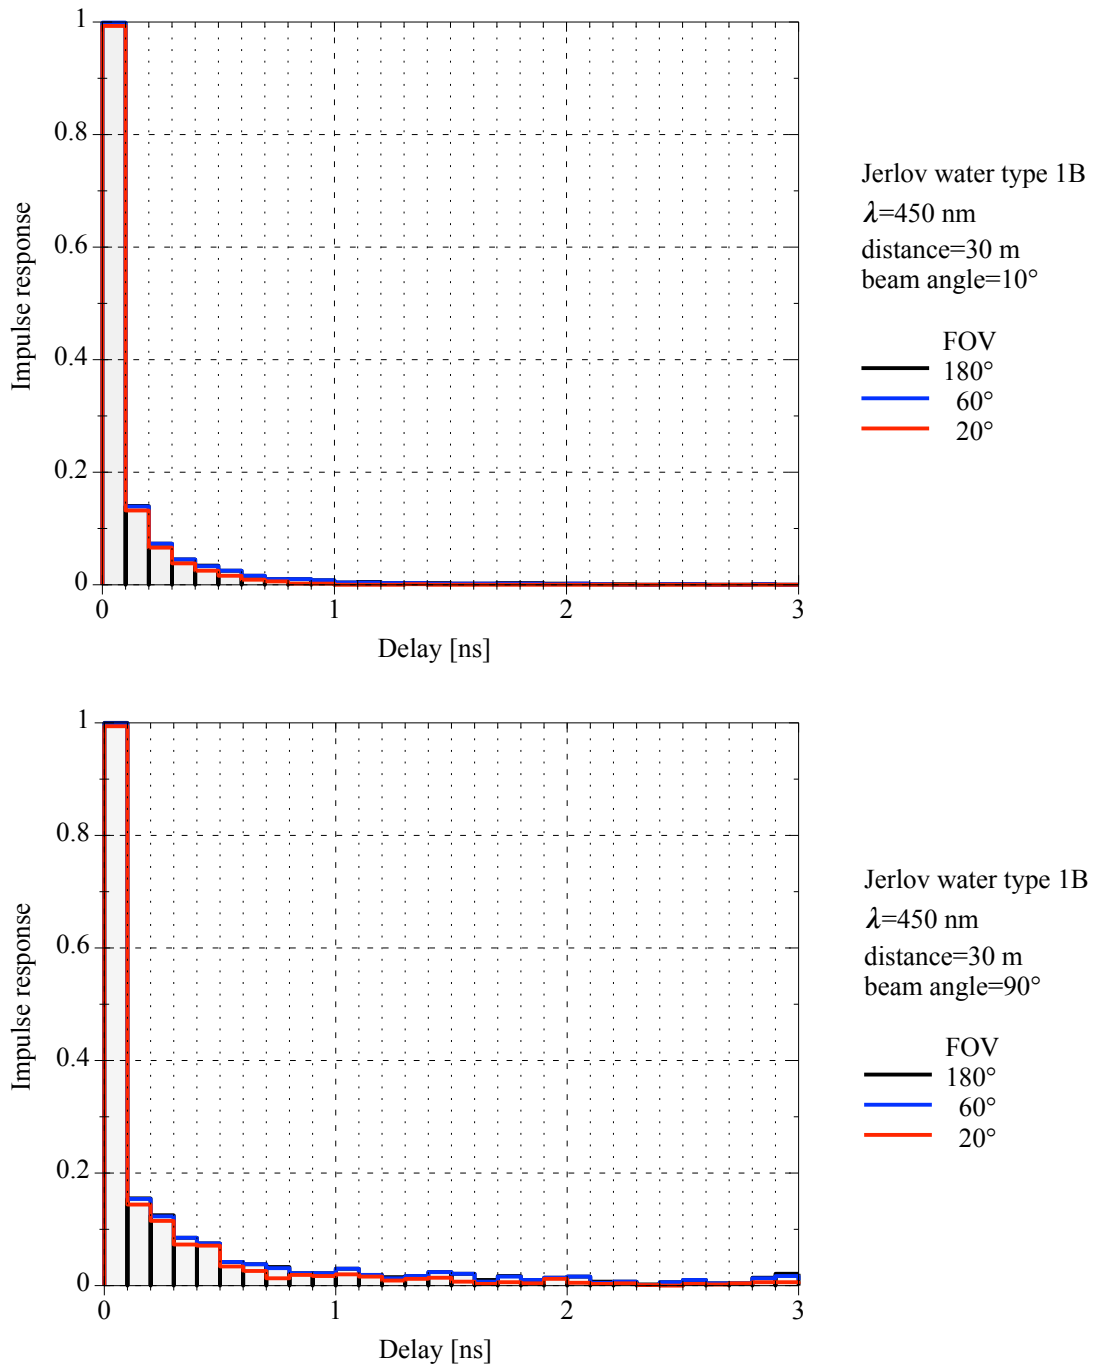 1
0.8
0.6
0.4
0.2
0
0
1
2
3
Impulse response
Delay [ns]
Jerlov water type 1B
λ=450 nm
distance=30 m
beam angle=10°
FOV
180°
60°
20°
1
0.8
0.6
0.4
0.2
0
0
1
2
3
Impulse response
Delay [ns]
Jerlov water type 1B
λ=450 nm
distance=30 m
beam angle=90°
FOV
180°
60°
20°